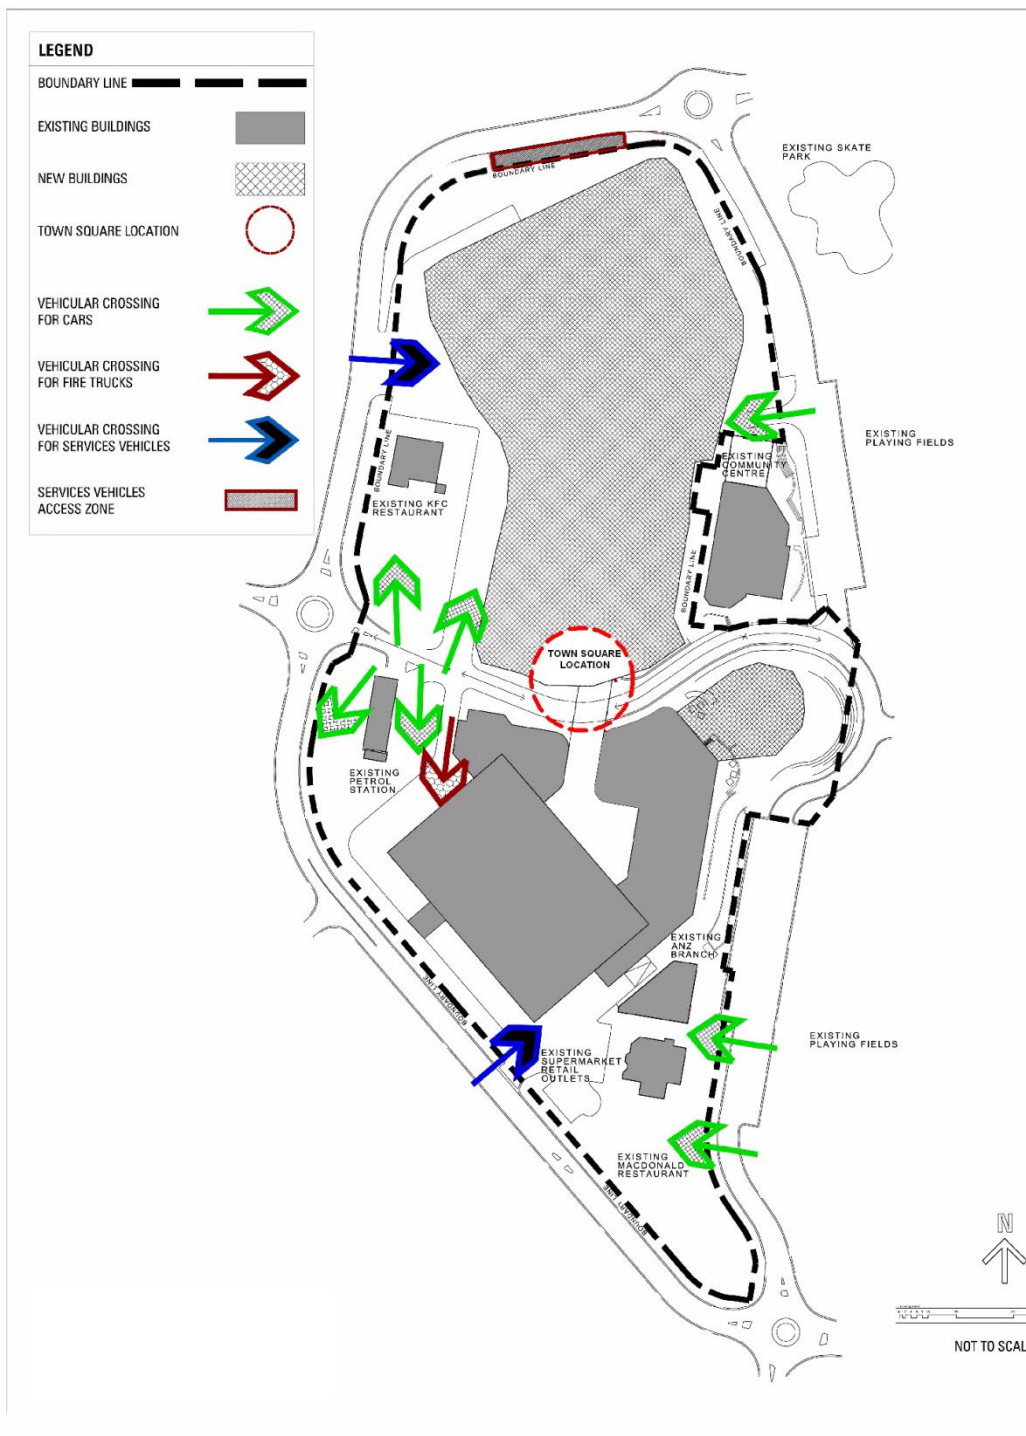 LEGEND
BOUNDARY LINE
EXISTING BUILDINGS
NEW BUILDINGS
TOWN SQUARE LOCATION
VEHICULAR CROSSING
FOR CARS
VEHICULAR CROSSING
FOR FIRE TRUCKS
VEHICULAR CROSSING
FOR SERVICES VEHICLES
SERVICES VEHICLES
ACCESS ZONE
EXISTING SKATE
PARK
BOUNDARY LINE
BOUNDARY LINE
BOUNDARY LINE
EXISTING
PLAYING FIELDS
EXISTING
COMMUNITY
CENTRE
EXISTING KFC
RESTAURANT
BOUNDARY LINE
TOWN SQUARE
LOCATION
EXISTING
PETROL
STATION
EXISTING
ANZ
BRANCH
BOUNDARY LINE
EXISTING
PLAYING FIELDS
EXISTING
SUPERMARKET
RETAIL
OUTLETS
EXISTING
MACDONALD
RESTAURANT
BOUNDARY LINE
N
NOT TO SCAL